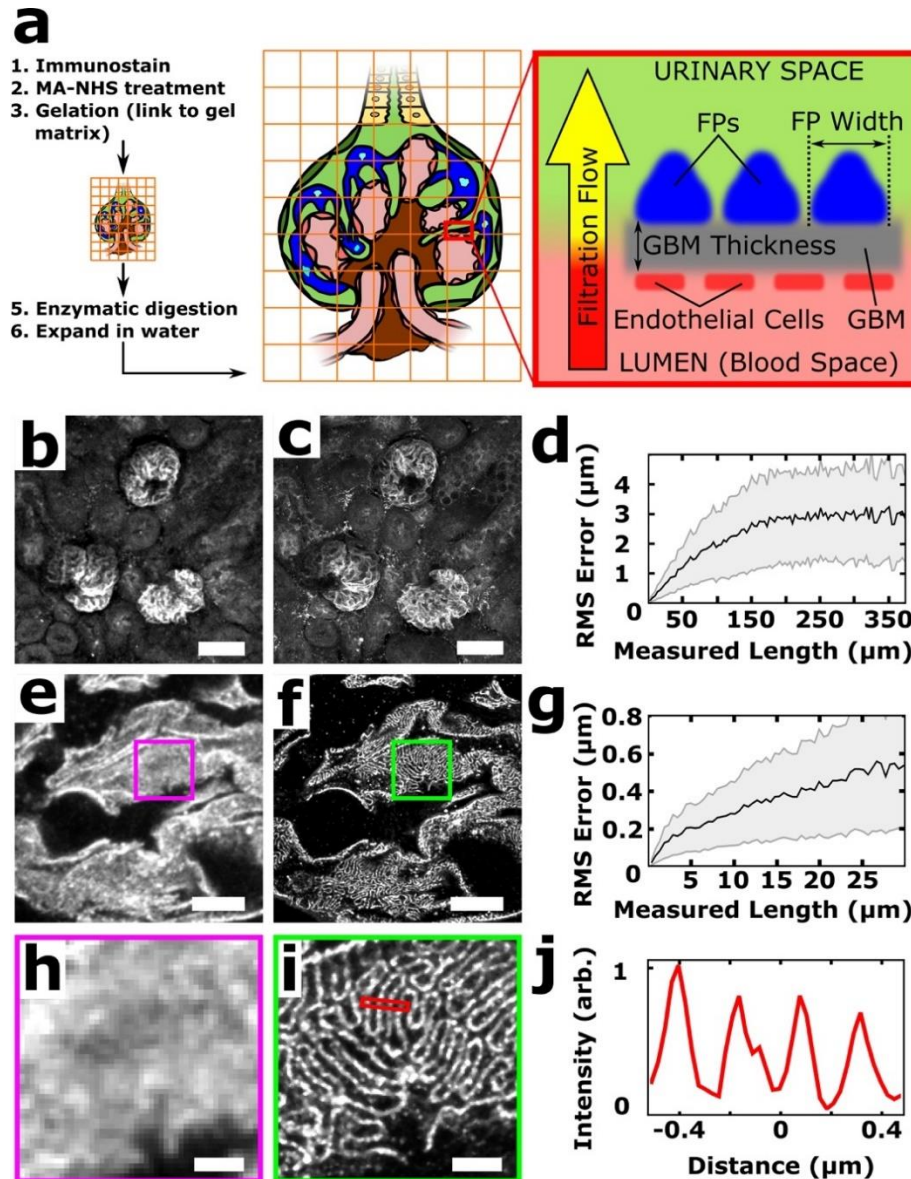 a
1. Immunostain
2. MA-NHS treatment
3. Gelation (link to gel
matrix)
5. Enzymatic digestion
6. Expand in water
URINARY SPACE
FPs
FP Width
Filtration Flow
GBM Thickness
Endothelial Cells
GBM
LUMEN (Blood Space)
b
c
d
RMS Error (µm)
4
3
2
1
0
50
150
250
350
Measured Length (µm)
e
f
g
RMS Error (µm)
0.8
0.6
0.4
0.2
0
5
10
15
20
25
Measured Length (µm)
h
i
j
Intensity (arb.)
1
0
-0.4
0
0.4
Distance (µm)